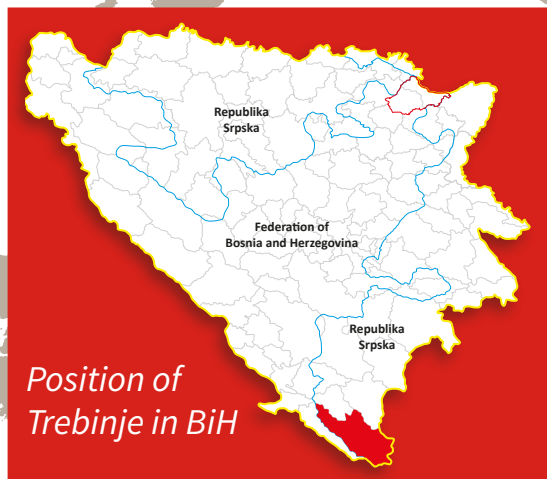 Republika
Srpska
Federation of
Bosnia and Herzegovina
Republika
Srpska
Position of
Trebinje in BiH